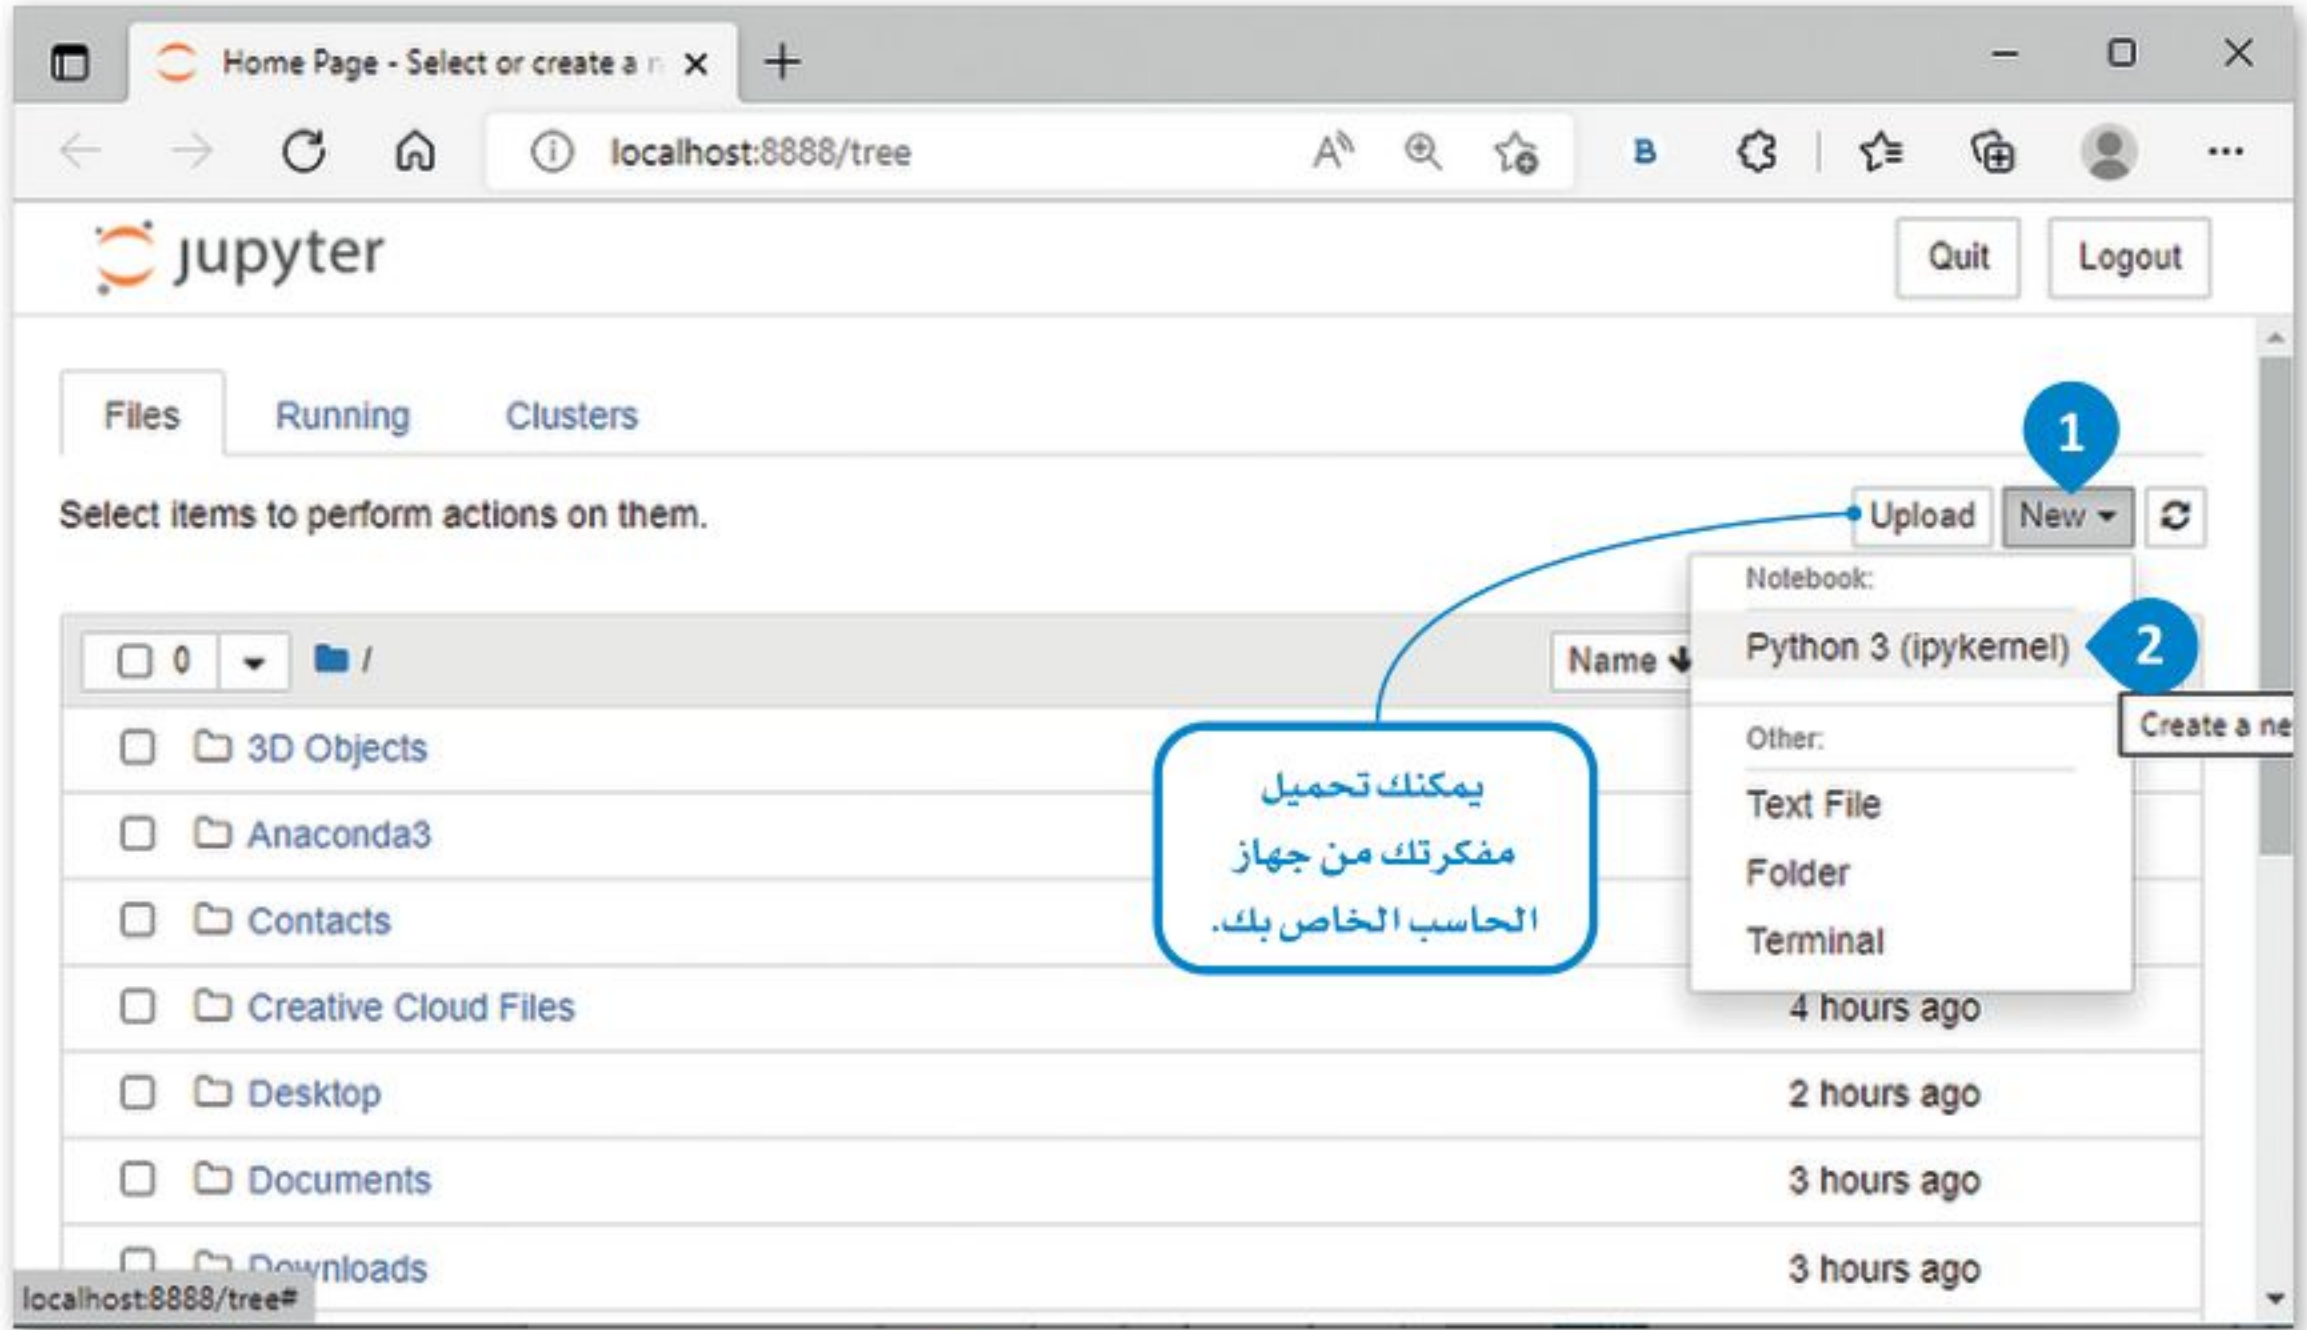 Home Page - Select or create a n
localhost:8888/tree
B
jupyter
Quit
Logout
Files
Running
Clusters
1
Select items to perform actions on them.
Upload
New
Notebook:
Python 3 (ipykernel)
2
Create a ne
Other:
Text File
Folder
Terminal
0
/
Name
3D Objects
Anaconda3
Contacts
Creative Cloud Files
4 hours ago
Desktop
2 hours ago
Documents
3 hours ago
Downloads
3 hours ago
يمكنك تحميل
مفكرتك من جهاز
الحاسب الخاص بك.
localhost:8888/tree#